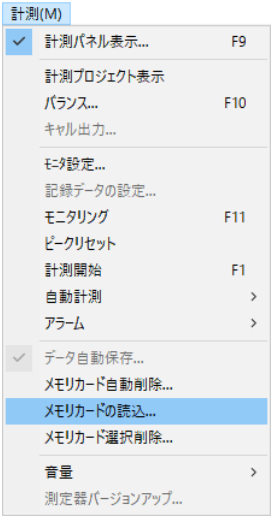 計測(M)
計測パネル表示... F9
計測プロジェクト表示
バランス... F10
キャル出力...
モニタ設定...
記録データの設定...
モニタリング F11
ピークリセット
計測開始 F1
自動計測
アラーム
データ自動保存...
メモリカード自動削除...
メモリカードの読込...
メモリカード選択削除...
音量
測定器バージョンアップ...